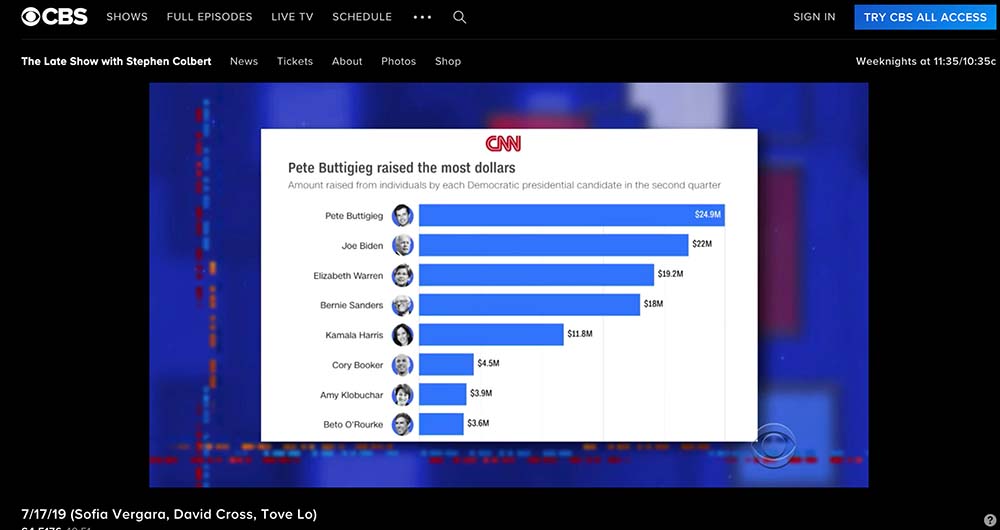 CBS SHOWS FULL EPISODES LIVE TV SCHEDULE ••• SIGN IN TRY CBS ALL ACCESS
The Late Show with Stephen Colbert News Tickets About Photos Shop Weeknights at 11:35/10:35c
CNN
Pete Buttigieg raised the most dollars
Amount raised from individuals by each Democratic presidential candidate in the second quarter
Pete Buttigieg $24.9M
Joe Biden $22M
Elizabeth Warren $19.2M
Bernie Sanders $18M
Kamala Harris $11.8M
Cory Booker $4.5M
Amy Klobuchar $3.9M
Beto O'Rourke $3.6M
7/17/19 (Sofia Vergara, David Cross, Tove Lo)
?